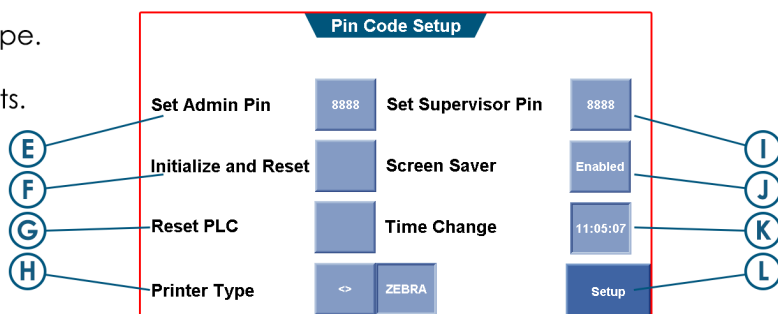 Pin Code Setup
pe.
ts.
Set Admin Pin 8888 Set Supervisor Pin 8888
E I
Initialize and Reset Screen Saver Enabled
F J
Reset PLC Time Change 11:05:07
G K
H L
Printer Type <> ZEBRA Setup